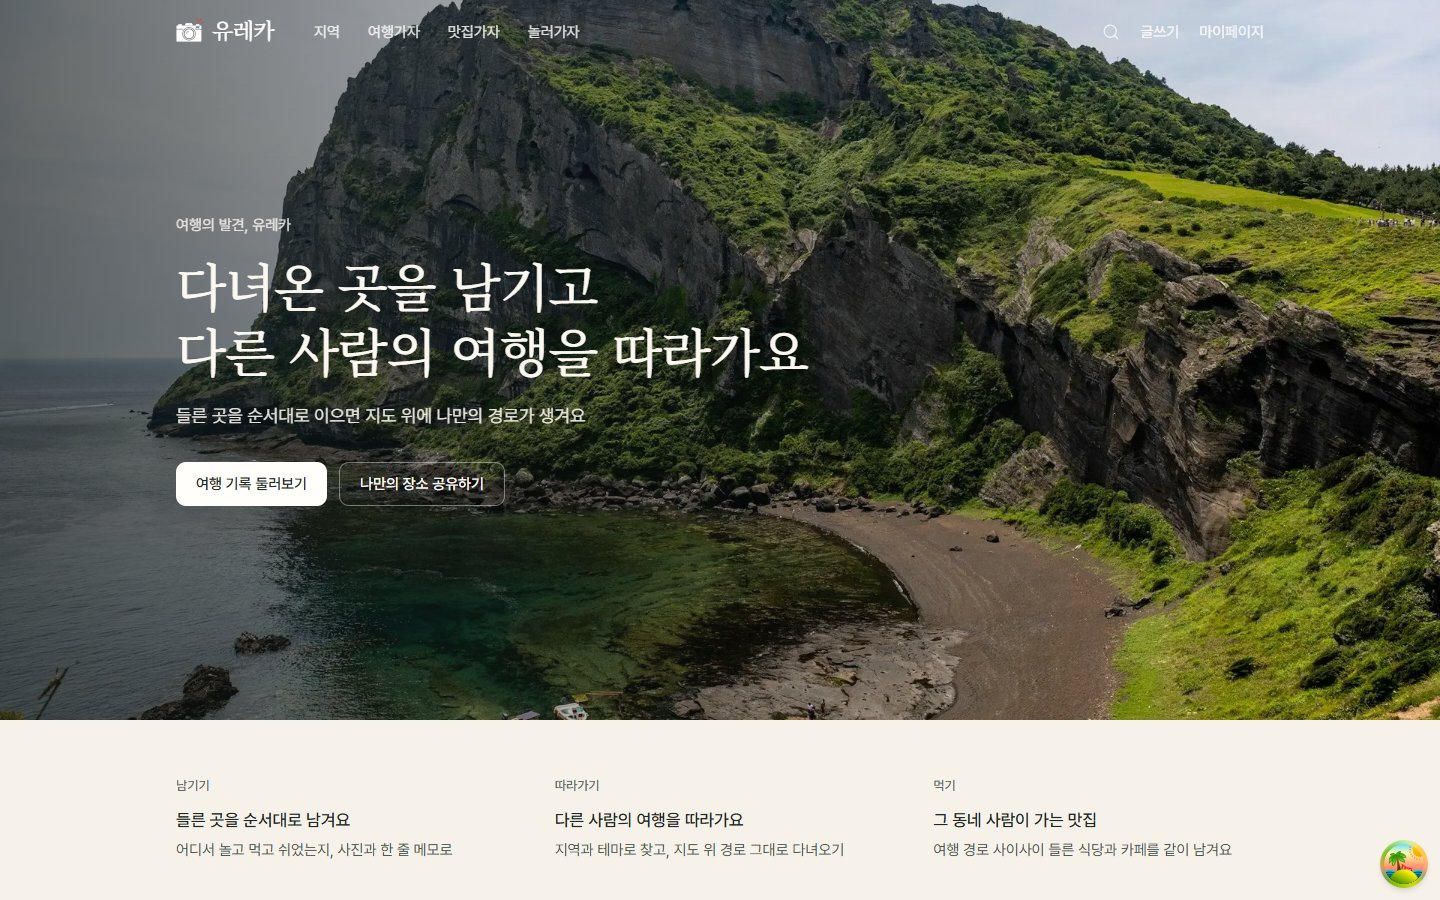 유레카
지역 여행가자 맛집가자 놀러가자
글쓰기 마이페이지
여행의 발견, 유레카
다녀온 곳을 남기고
다른 사람의 여행을 따라가요
들른 곳을 순서대로 이으면 지도 위에 나만의 경로가 생겨요
여행 기록 둘러보기
나만의 장소 공유하기
남기기
들른 곳을 순서대로 남겨요
어디서 놀고 먹고 쉬었는지, 사진과 한 줄 메모로
따라가기
다른 사람의 여행을 따라가요
지역과 테마로 찾고, 지도 위 경로 그대로 다녀오기
먹기
그 동네 사람이 가는 맛집
여행 경로 사이사이 들른 식당과 카페를 같이 남겨요